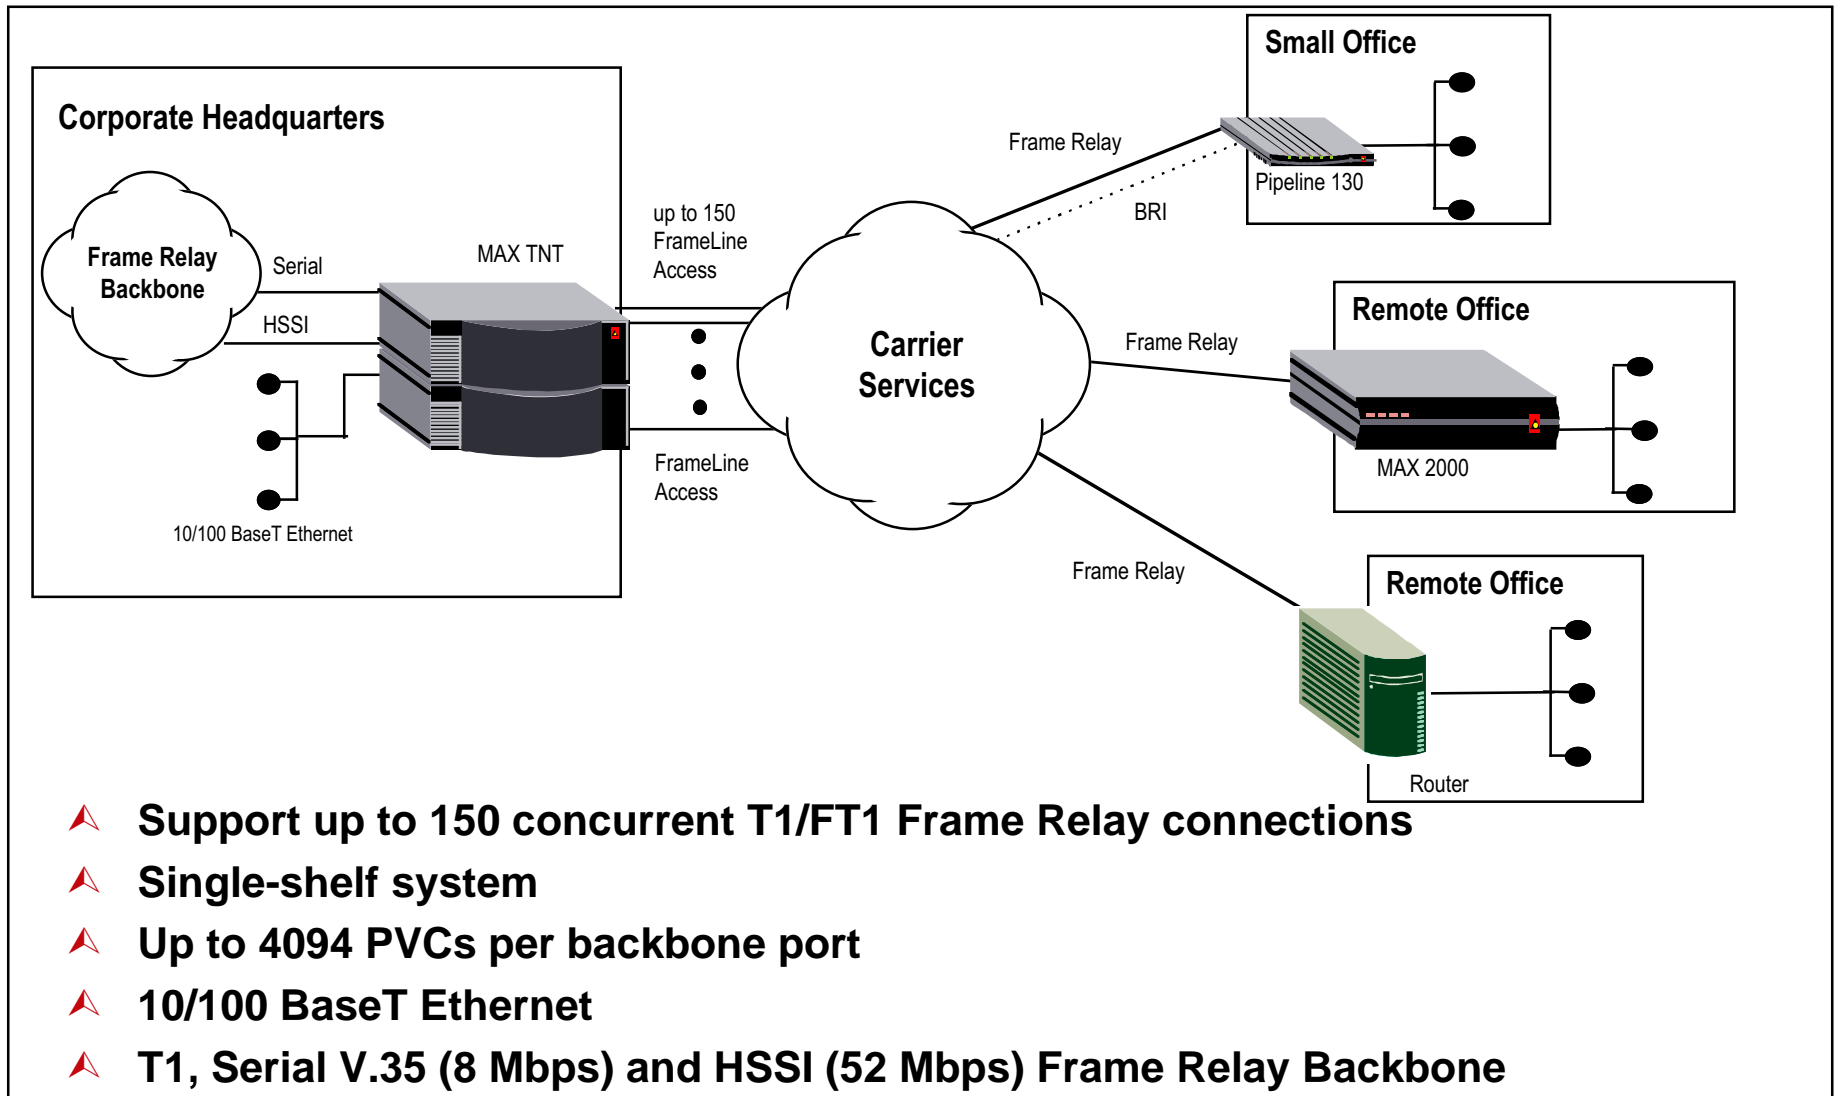 Small Office
Corporate Headquarters
Frame Relay
Pipeline 130
BRI
up to 150
FrameLine
Access
MAX TNT
Frame Relay
Backbone
Serial
HSSI
Carrier
Services
Remote Office
Frame Relay
MAX 2000
FrameLine
Access
10/100 BaseT Ethernet
Frame Relay
Remote Office
Router
Support up to 150 concurrent T1/FT1 Frame Relay connections
Single-shelf system
Up to 4094 PVCs per backbone port
10/100 BaseT Ethernet
T1, Serial V.35 (8 Mbps) and HSSI (52 Mbps) Frame Relay Backbone